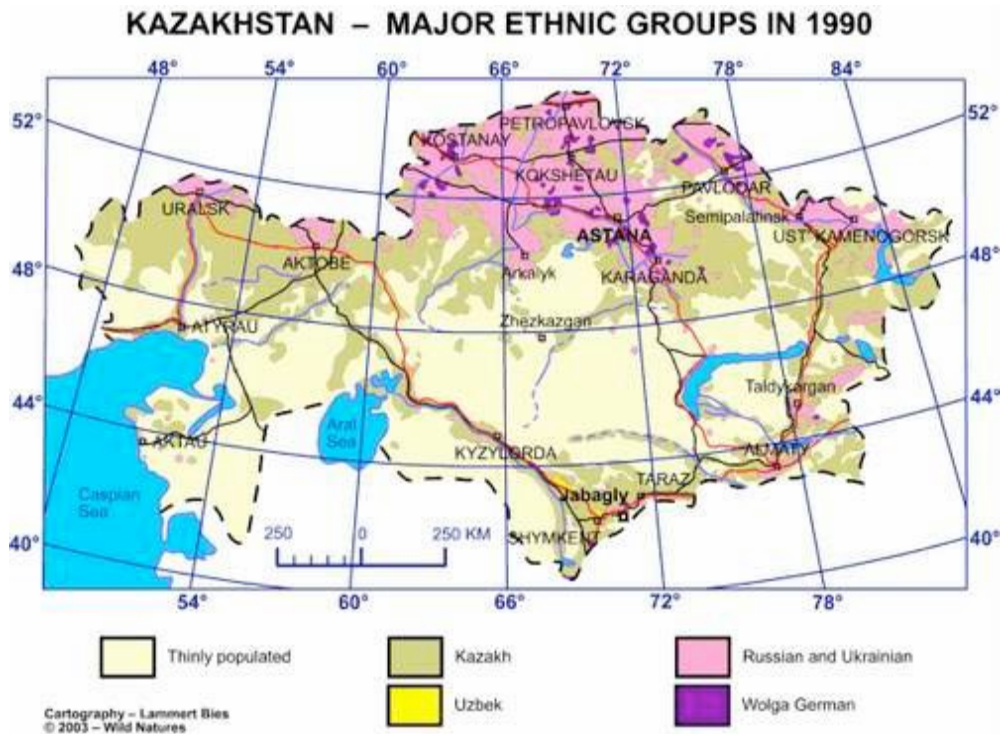 KAZAKHSTAN – MAJOR ETHNIC GROUPS IN 1990
48° 54° 60° 66° 72° 78° 84°
52° 52°
PETROPAVLOVSK
KOSTANAY
KOKSHETAU
PAVLODAR
URALSK
Semipalatinsk
ASTANA
UST' KAMENOGORSK
48° 48°
AKTOBE
Arkalyk
KARAGANDA
ATYRAU
Zhezkazgan
Taldykurgan
44° 44°
Aral
Sea
AKTAU
KYZYLORDA
ALMATY
TARAZ
Caspian
Sea
Jabagly
250 0 250 KM
SHYMKENT
40° 40°
54° 60° 66° 72° 78°
Thinly populated
Kazakh
Russian and Ukrainian
Uzbek
Wolga German
Cartography – Lammert Bies
© 2003 – Wild Natures